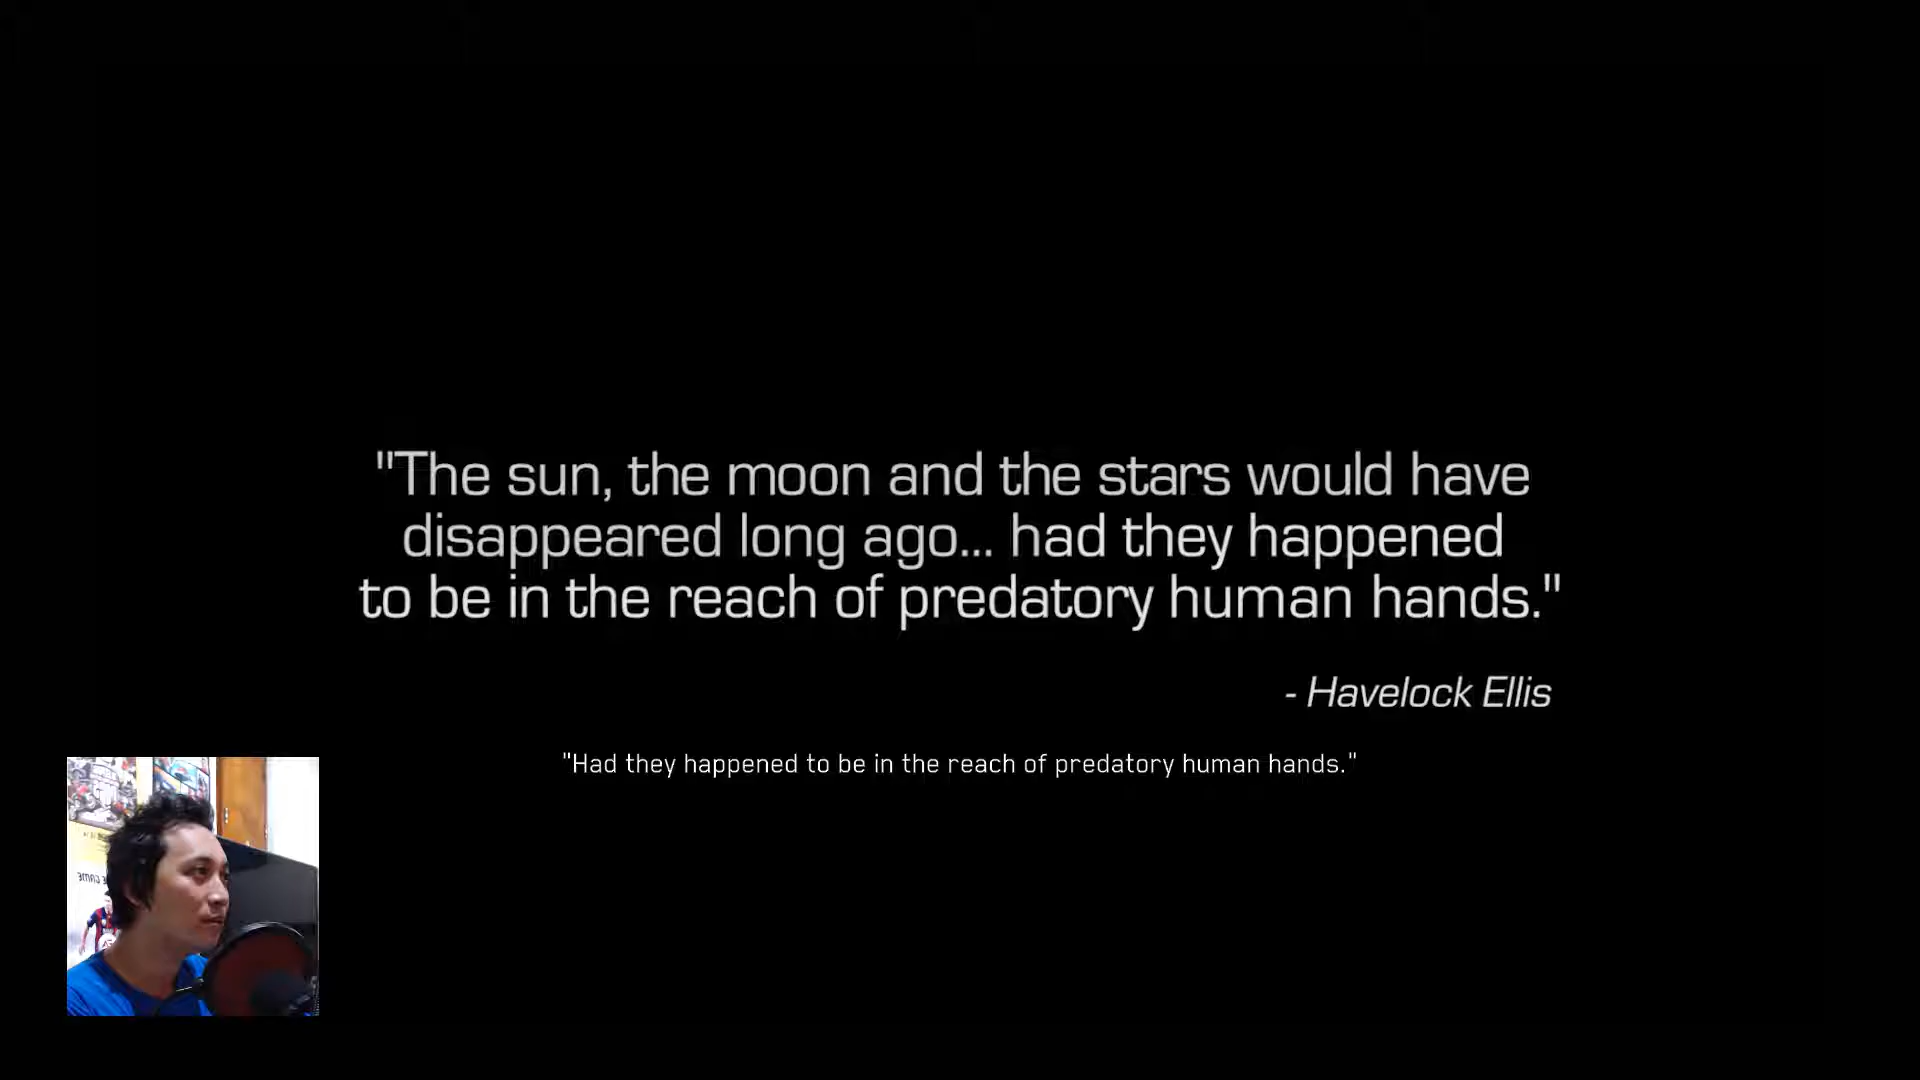 "The sun, the moon and the stars would have
disappeared long ago... had they happened
to be in the reach of predatory human hands."
- Havelock Ellis
"Had they happened to be in the reach of predatory human hands."